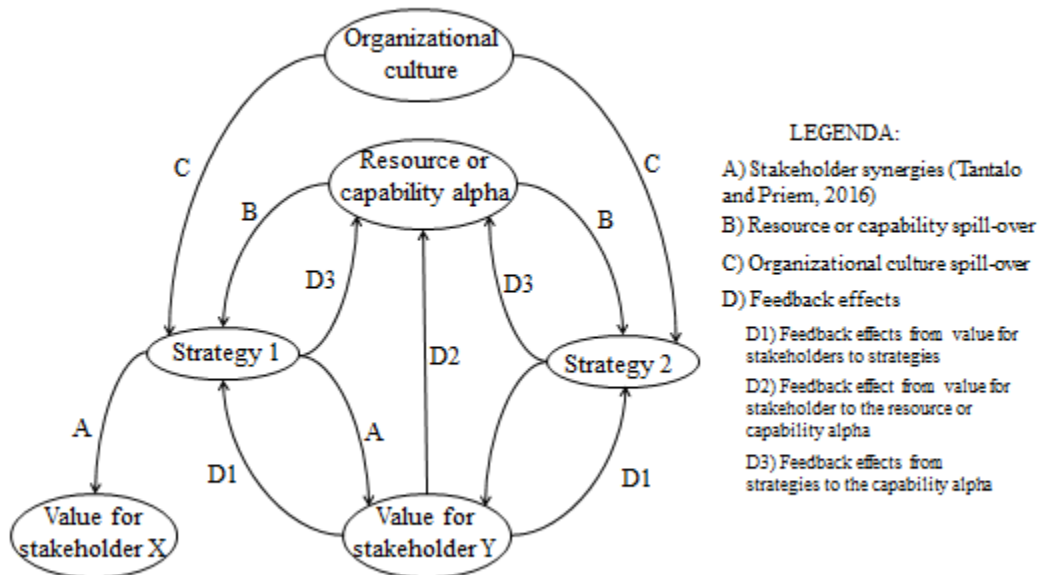 Organizational
culture
C
C
Resource or
capability alpha
B
B
D3
D3
D2
Strategy 1
Strategy 2
A
A
D1
D1
Value for
stakeholder X
Value for
stakeholder Y
LEGENDA:
A) Stakeholder synergies (Tantalo
and Priem, 2016)
B) Resource or capability spill-over
C) Organizational culture spill-over
D) Feedback effects
D1) Feedback effects from value for
stakeholders to strategies
D2) Feedback effect from value for
stakeholder to the resource or
capability alpha
D3) Feedback effects from
strategies to the capability alpha